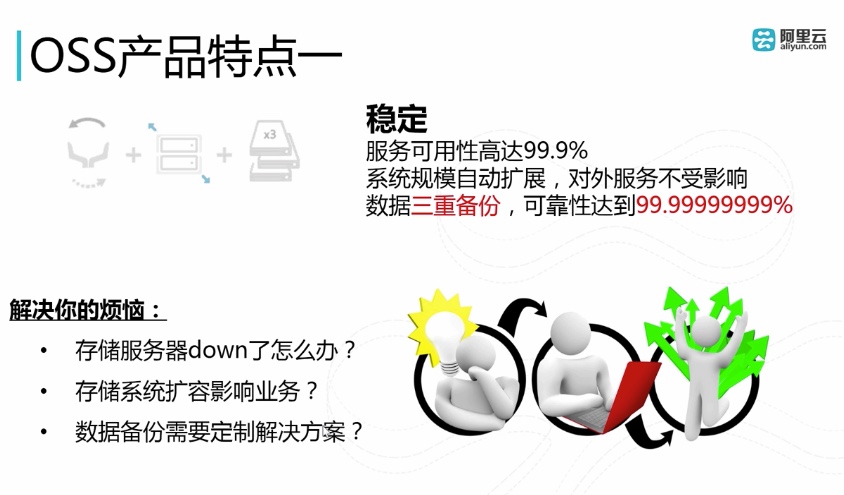 OSS产品特点一
阿里云
aliyun.com
x3
稳定
服务可用性高达99.9%
系统规模自动扩展，对外服务不受影响
数据三重备份，可靠性达到99.99999999%
解决你的烦恼：
• 存储服务器down了怎么办？
• 存储系统扩容影响业务？
• 数据备份需要定制解决方案？